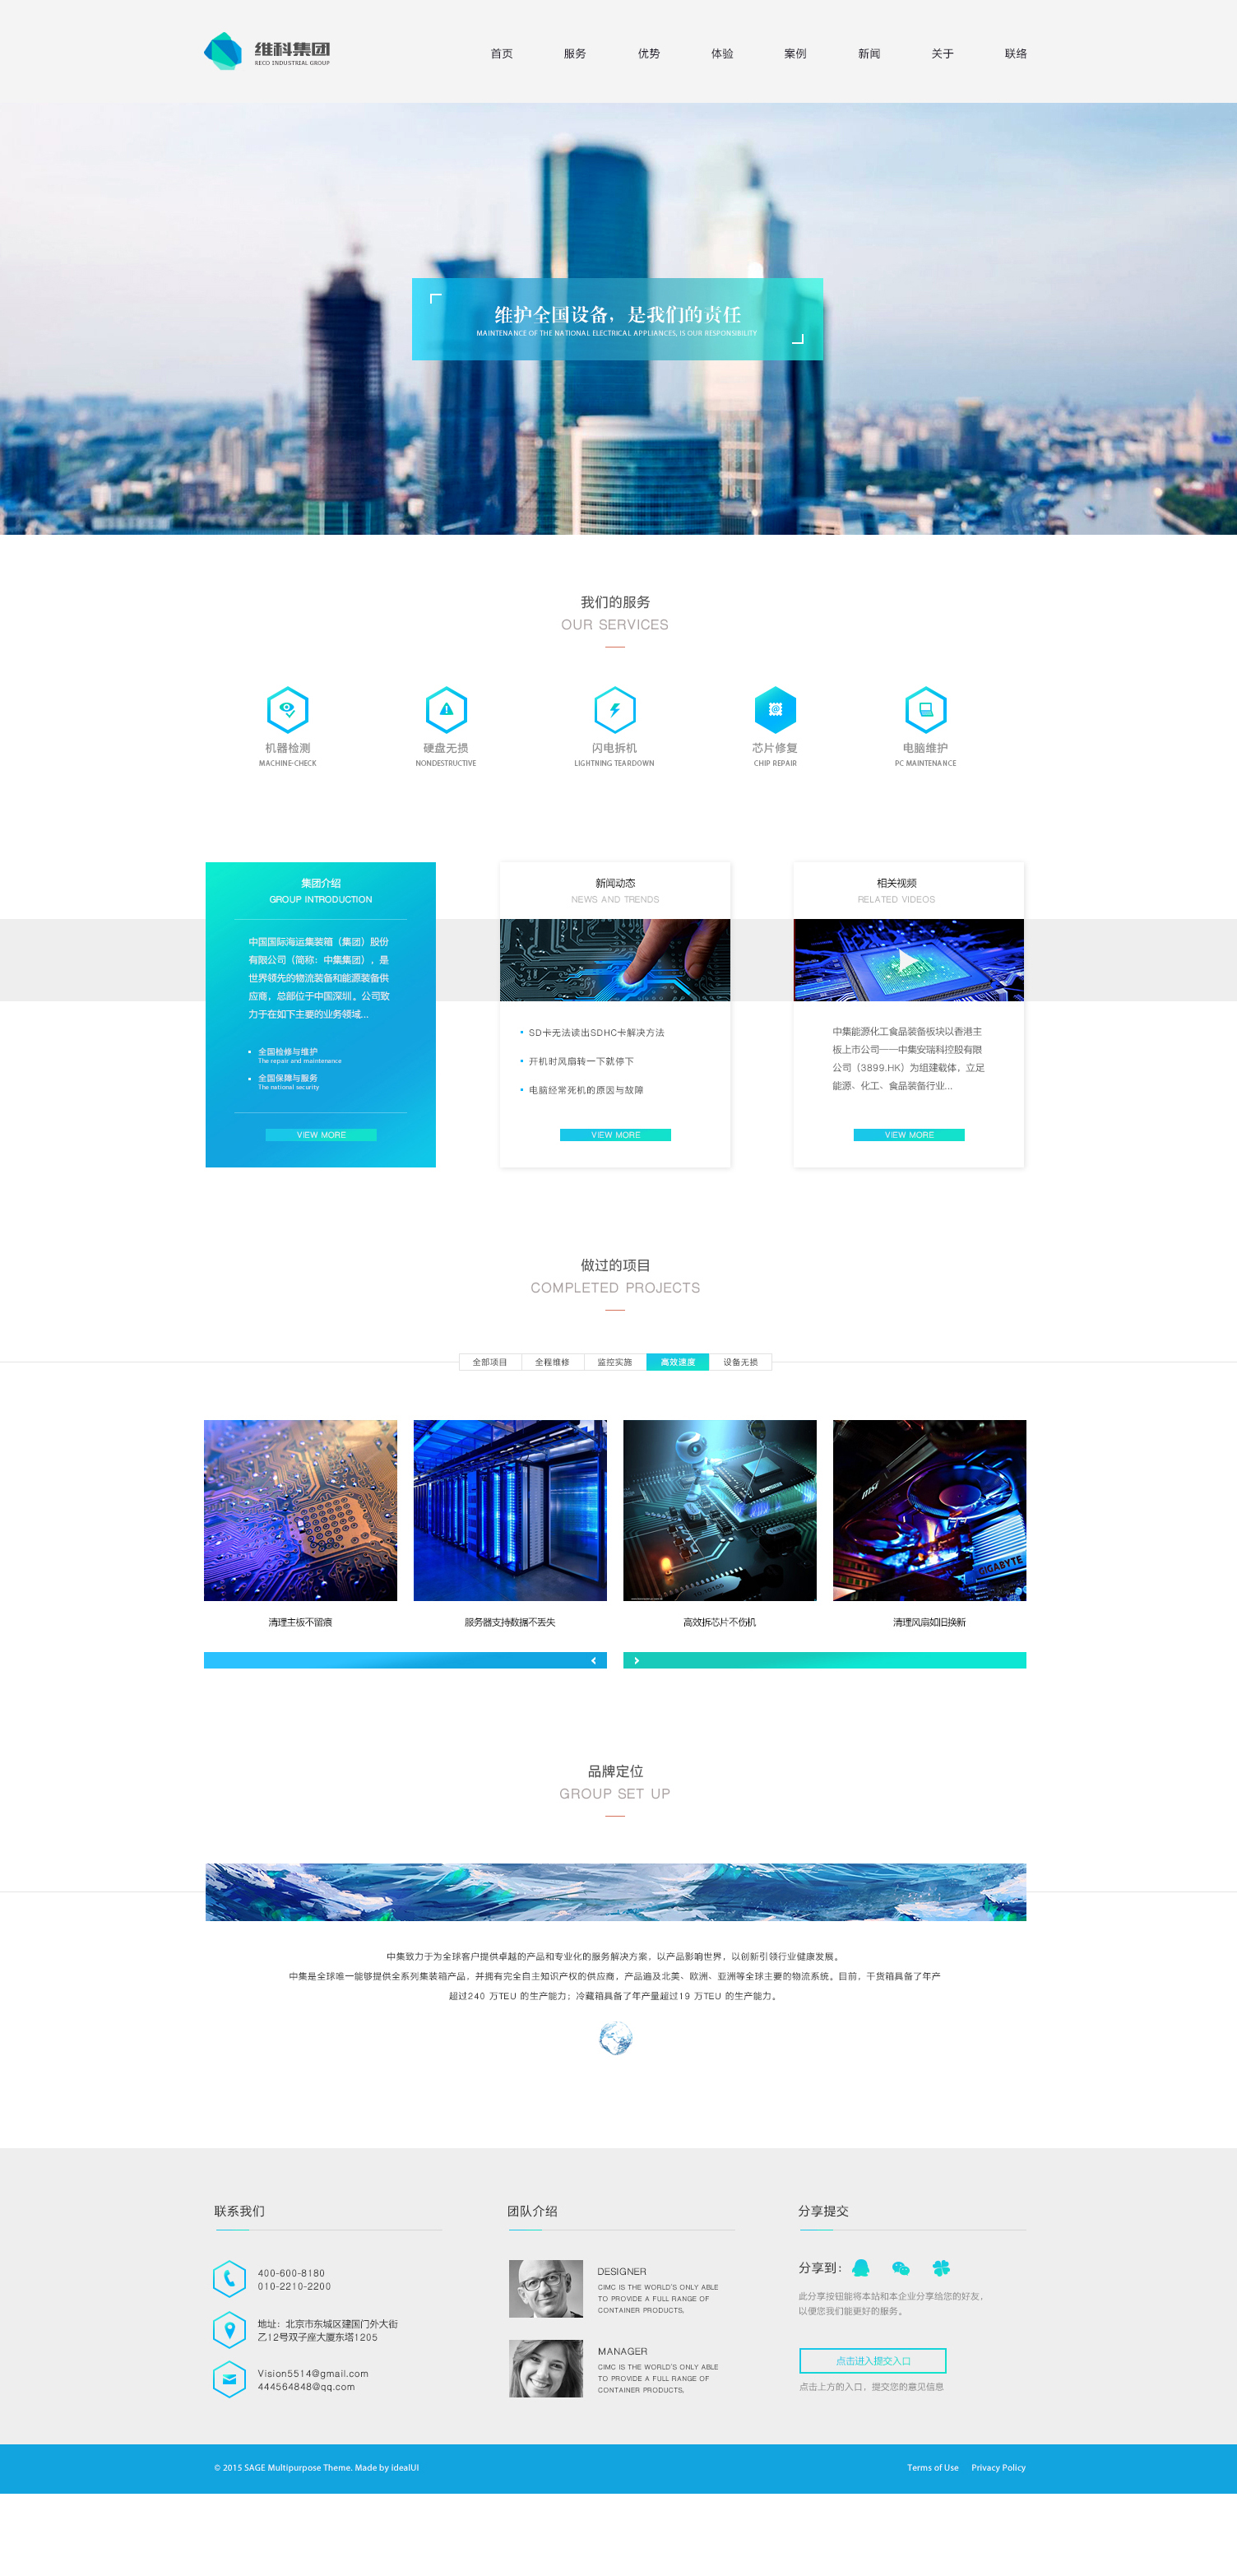 维科集团
RECO INDUSTRIAL GROUP
首页 服务 优势 体验 案例 新闻 关于 联络
维护全国设备，是我们的责任
MAINTENANCE OF THE NATIONAL ELECTRICAL APPLIANCES, IS OUR RESPONSIBILITY
我们的服务
OUR SERVICES
机器检测
MACHINE-CHECK
硬盘无损
NONDESTRUCTIVE
闪电拆机
LIGHTNING TEARDOWN
芯片修复
CHIP REPAIR
电脑维护
PC MAINTENANCE
集团介绍
GROUP INTRODUCTION
中国国际海运集装箱（集团）股份
有限公司（简称：中集集团），是
世界领先的物流装备和能源装备供
应商，总部位于中国深圳。公司致
力于在如下主要的业务领域...
全国检修与维护
The repair and maintenance
全国保障与服务
The national security
VIEW MORE
新闻动态
NEWS AND TRENDS
SD卡无法读出SDHC卡解决方法
开机时风扇转一下就停下
电脑经常死机的原因与故障
VIEW MORE
相关视频
RELATED VIDEOS
中集能源化工食品装备板块以香港主
板上市公司——中集安瑞科控股有限
公司（3899.HK）为组建载体，立足
能源、化工、食品装备行业...
VIEW MORE
做过的项目
COMPLETED PROJECTS
全部项目 全程维修 监控实施 高效速度 设备无损
GIGABYTE
清理主板不留痕
服务器支持数据不丢失
高效拆芯片不伤机
清理风扇如旧换新
品牌定位
GROUP SET UP
中集致力于为全球客户提供卓越的产品和专业化的服务解决方案，以产品影响世界，以创新引领行业健康发展。
中集是全球唯一能够提供全系列集装箱产品，并拥有完全自主知识产权的供应商，产品遍及北美、欧洲、亚洲等全球主要的物流系统。目前，干货箱具备了年产
超过240 万TEU 的生产能力；冷藏箱具备了年产量超过19 万TEU 的生产能力。
联系我们
400-600-8180
010-2210-2200
地址：北京市东城区建国门外大街
乙12号双子座大厦东塔1205
Vision5514@gmail.com
444564848@qq.com
团队介绍
DESIGNER
CIMC IS THE WORLD'S ONLY ABLE
TO PROVIDE A FULL RANGE OF
CONTAINER PRODUCTS,
MANAGER
CIMC IS THE WORLD'S ONLY ABLE
TO PROVIDE A FULL RANGE OF
CONTAINER PRODUCTS,
分享提交
分享到：
此分享按钮能将本站和本企业分享给您的好友，
以便您我们能更好的服务。
点击进入提交入口
点击上方的入口，提交您的意见信息
© 2015 SAGE Multipurpose Theme. Made by idealUI
Terms of Use Privacy Policy